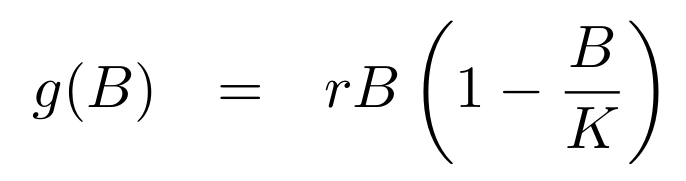 g(B) = rB(1 − B/K)